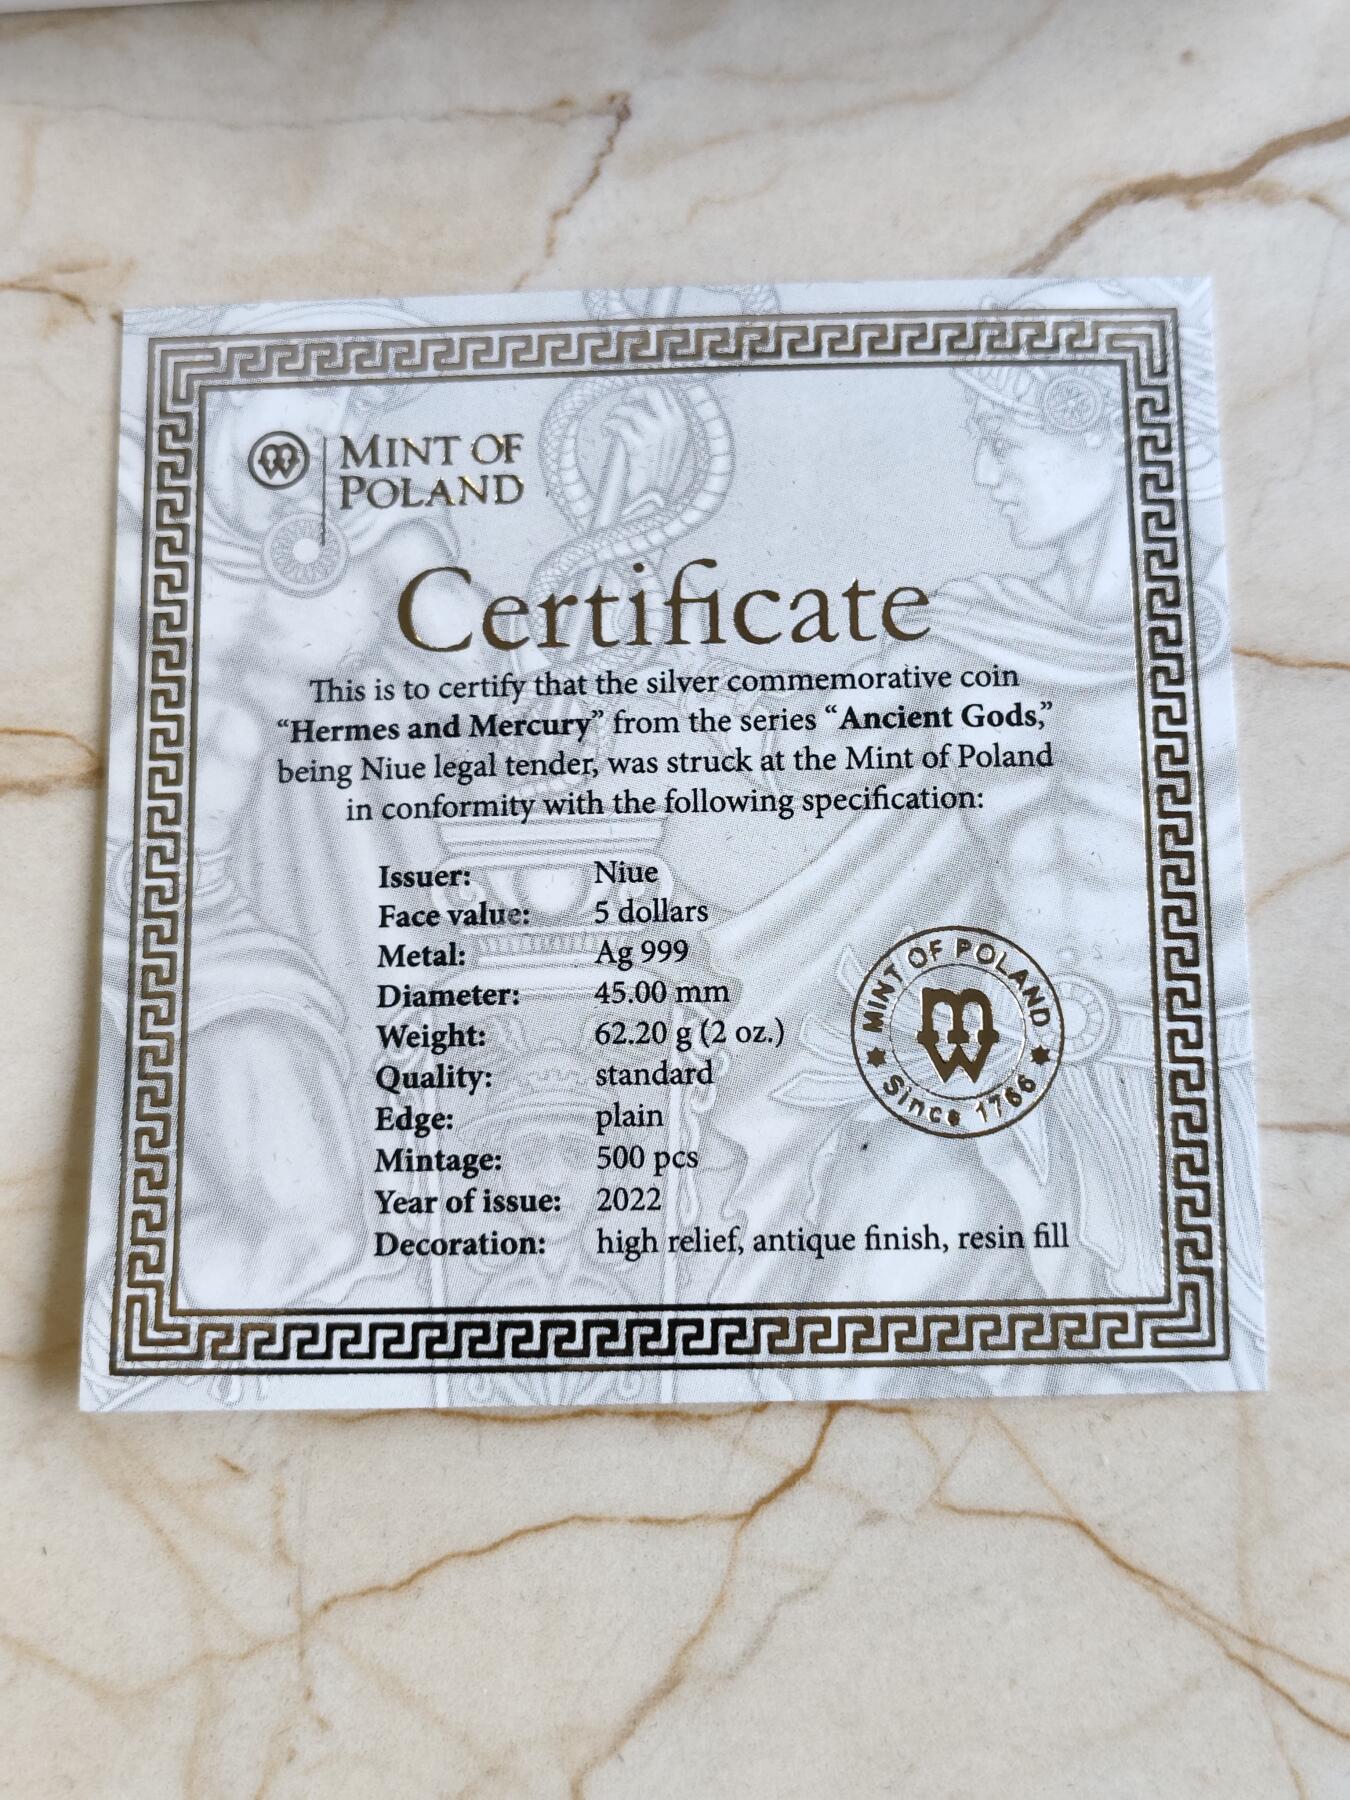 MINT OF
POLAND
Certificate
This is to certify that the silver commemorative coin
“Hermes and Mercury” from the series “Ancient Gods,”
being Niue legal tender, was struck at the Mint of Poland
in conformity with the following specification:
Issuer: Niue
Face value: 5 dollars
Metal: Ag 999
Diameter: 45.00 mm
Weight: 62.20 g (2 oz.)
Quality: standard
Edge: plain
Mintage: 500 pcs
Year of issue: 2022
Decoration: high relief, antique finish, resin fill
MINT OF POLAND
MW
Since 1766